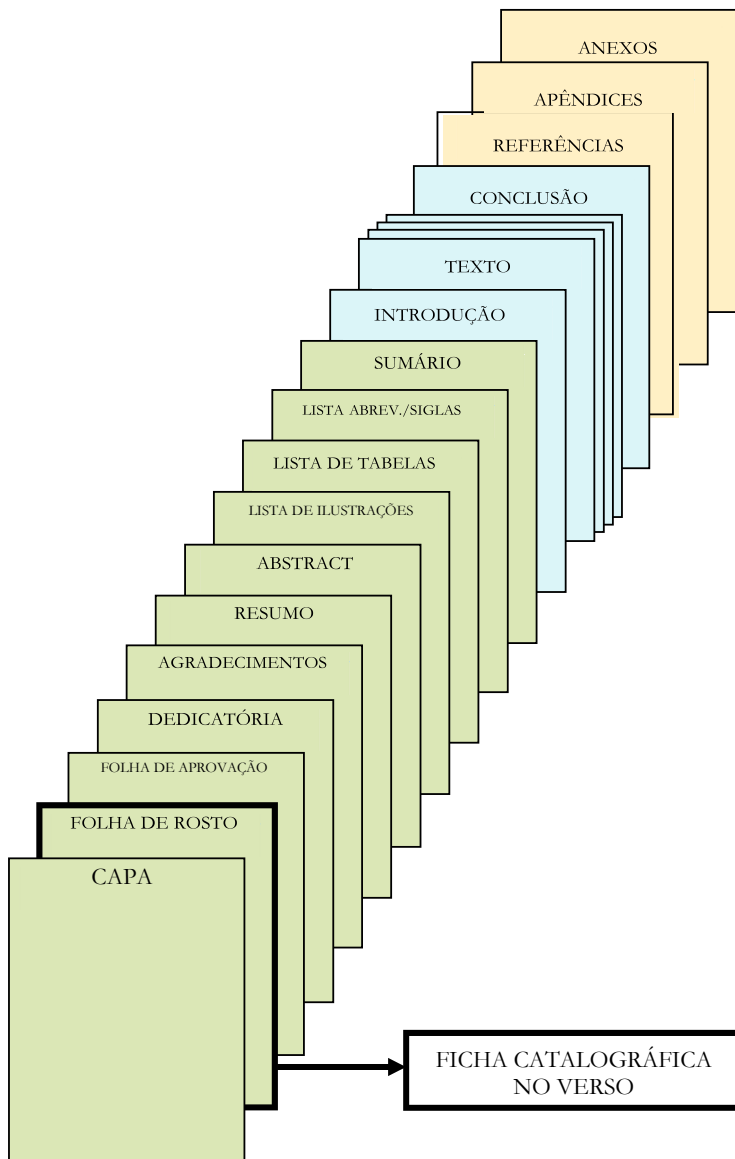 ANEXOS
APÊNDICES
REFERÊNCIAS
CONCLUSÃO
TEXTO
INTRODUÇÃO
SUMÁRIO
LISTA ABREV./SIGLAS
LISTA DE TABELAS
LISTA DE ILUSTRAÇÕES
ABSTRACT
RESUMO
AGRADECIMENTOS
DEDICATÓRIA
FOLHA DE APROVAÇÃO
FOLHA DE ROSTO
CAPA
FICHA CATALOGRÁFICA
NO VERSO